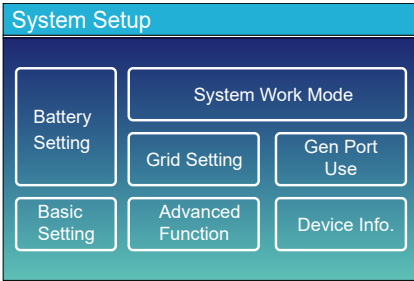 System Setup
Battery
Setting
System Work Mode
Grid Setting
Gen Port
Use
Basic
Setting
Advanced
Function
Device Info.